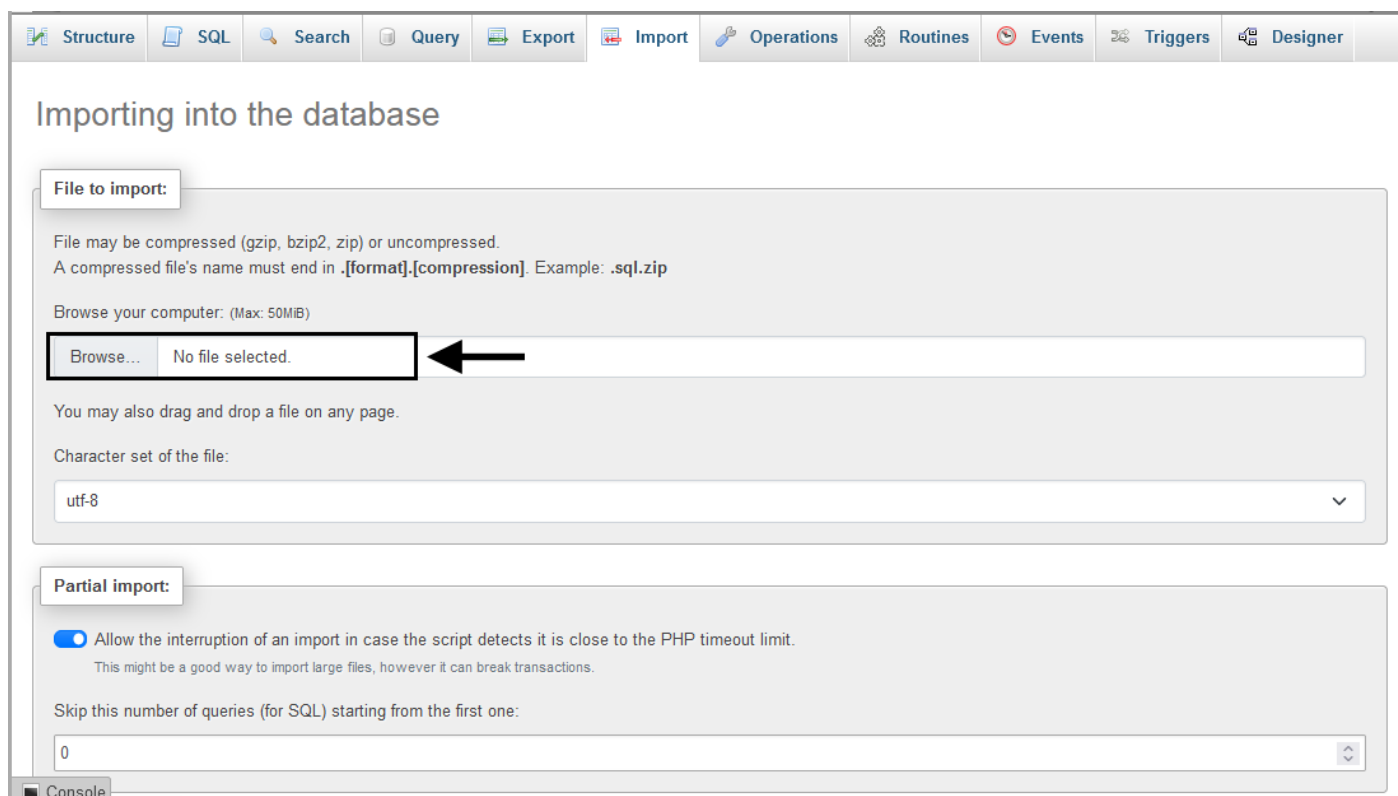 Structure SQL Search Query Export Import Operations Routines Events Triggers Designer
Importing into the database
File to import:
File may be compressed (gzip, bzip2, zip) or uncompressed.
A compressed file's name must end in .[format].[compression]. Example: .sql.zip
Browse your computer: (Max: 50MiB)
Browse... No file selected.
You may also drag and drop a file on any page.
Character set of the file:
utf-8
Partial import:
Allow the interruption of an import in case the script detects it is close to the PHP timeout limit.
This might be a good way to import large files, however it can break transactions.
Skip this number of queries (for SQL) starting from the first one:
0
Console